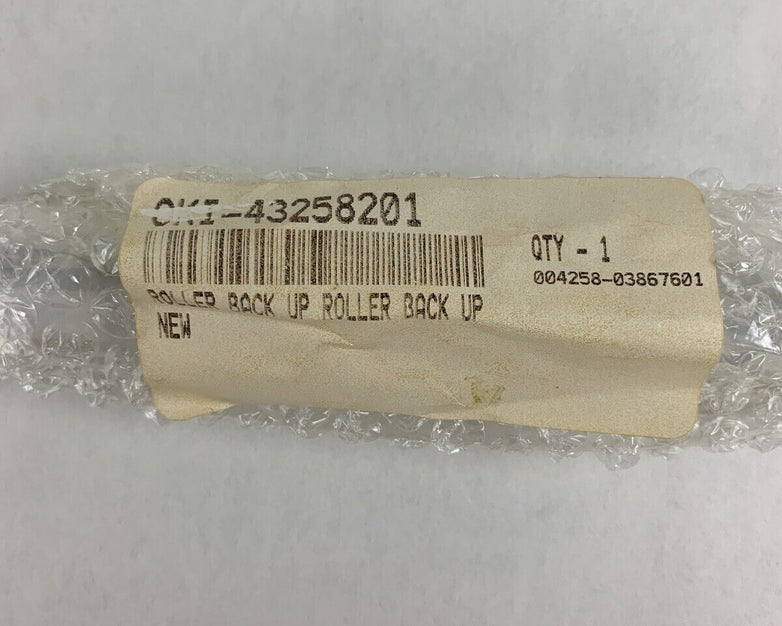 OKI-43258201
QTY - 1
004258-03867601
ROLLER BACK UP ROLLER BACK UP
NEW